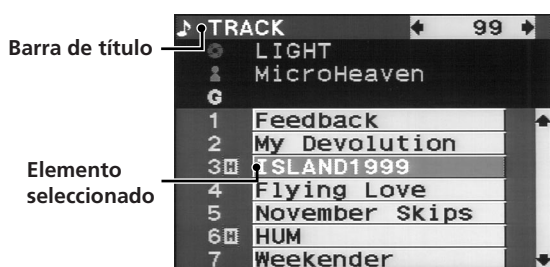 ♪ TRACK 99
Barra de título
LIGHT
MicroHeaven
G
1 Feedback
2 My Devolution
Elemento seleccionado
3 H ISLAND1999
4 Flying Love
5 November Skips
6 H HUM
7 Weekender